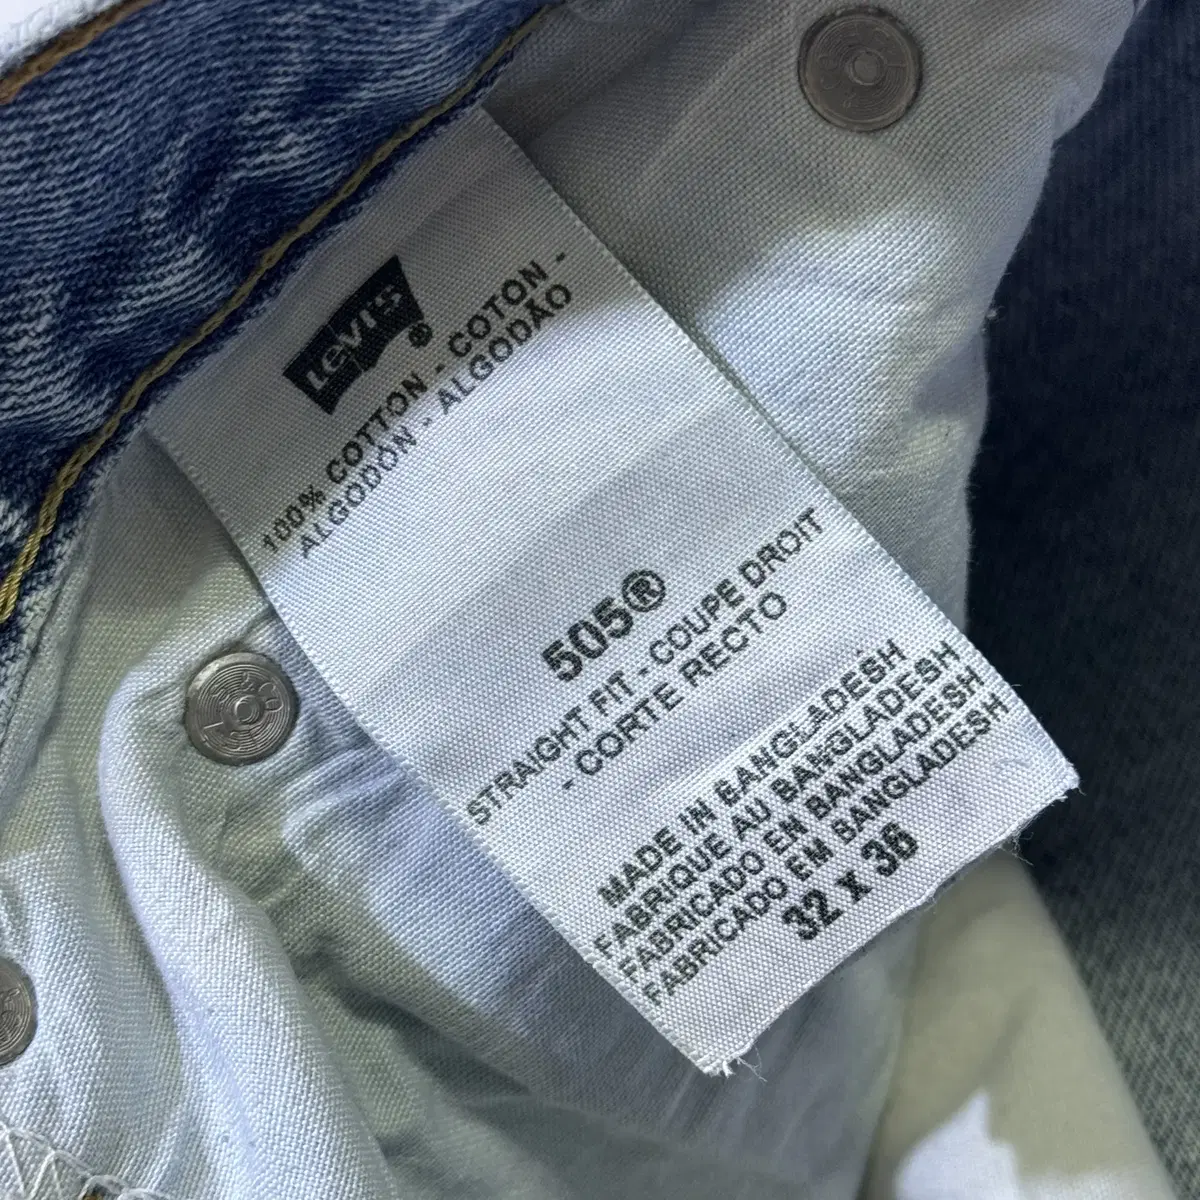 Levi's®
100% COTTON - COTON -
ALGODÓN - ALGODÃO
505®
STRAIGHT FIT - COUPE DROIT
- CORTE RECTO
MADE IN BANGLADESH
FABRIQUE AU BANGLADESH
FABRICADO EN BANGLADESH
FABRICADO EM BANGLADESH
32 x 36